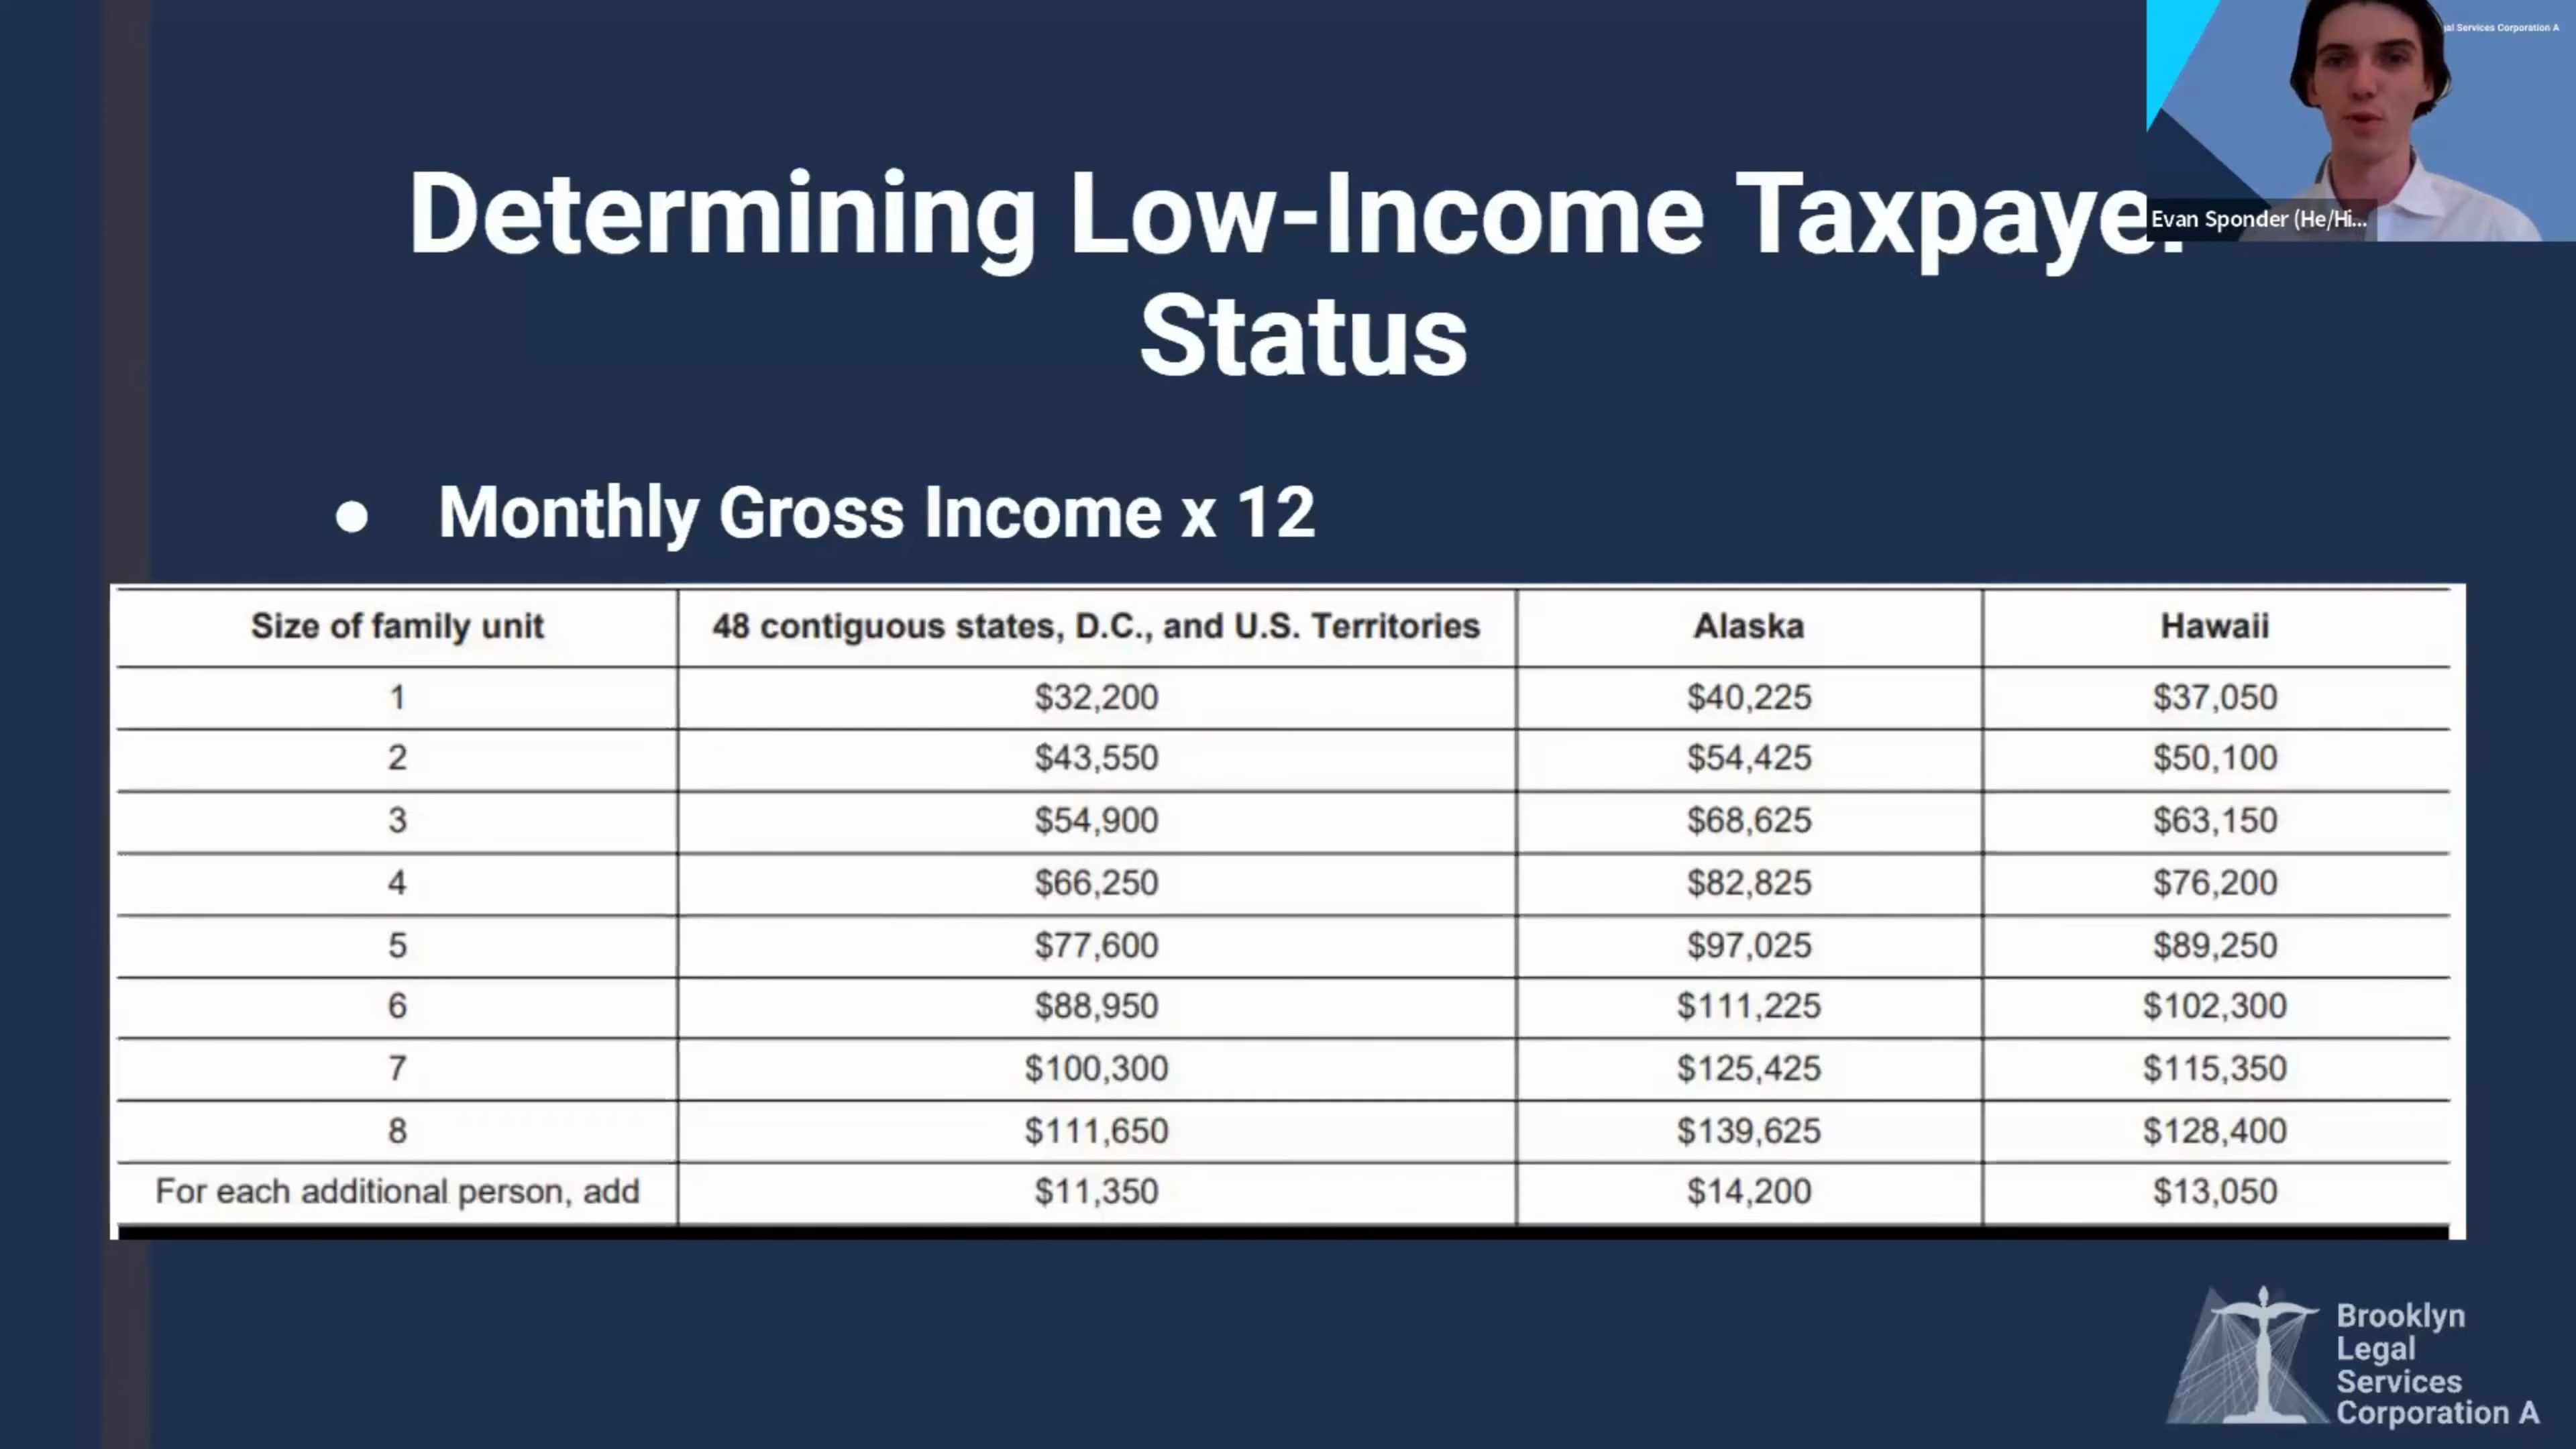 al Services Corporation A
Determining Low-Income Taxpaye
Evan Sponder (He/Hi...
Status
● Monthly Gross Income x 12
Size of family unit 48 contiguous states, D.C., and U.S. Territories Alaska Hawaii
1 $32,200 $40,225 $37,050
2 $43,550 $54,425 $50,100
3 $54,900 $68,625 $63,150
4 $66,250 $82,825 $76,200
5 $77,600 $97,025 $89,250
6 $88,950 $111,225 $102,300
7 $100,300 $125,425 $115,350
8 $111,650 $139,625 $128,400
For each additional person, add $11,350 $14,200 $13,050
Brooklyn
Legal
Services
Corporation A